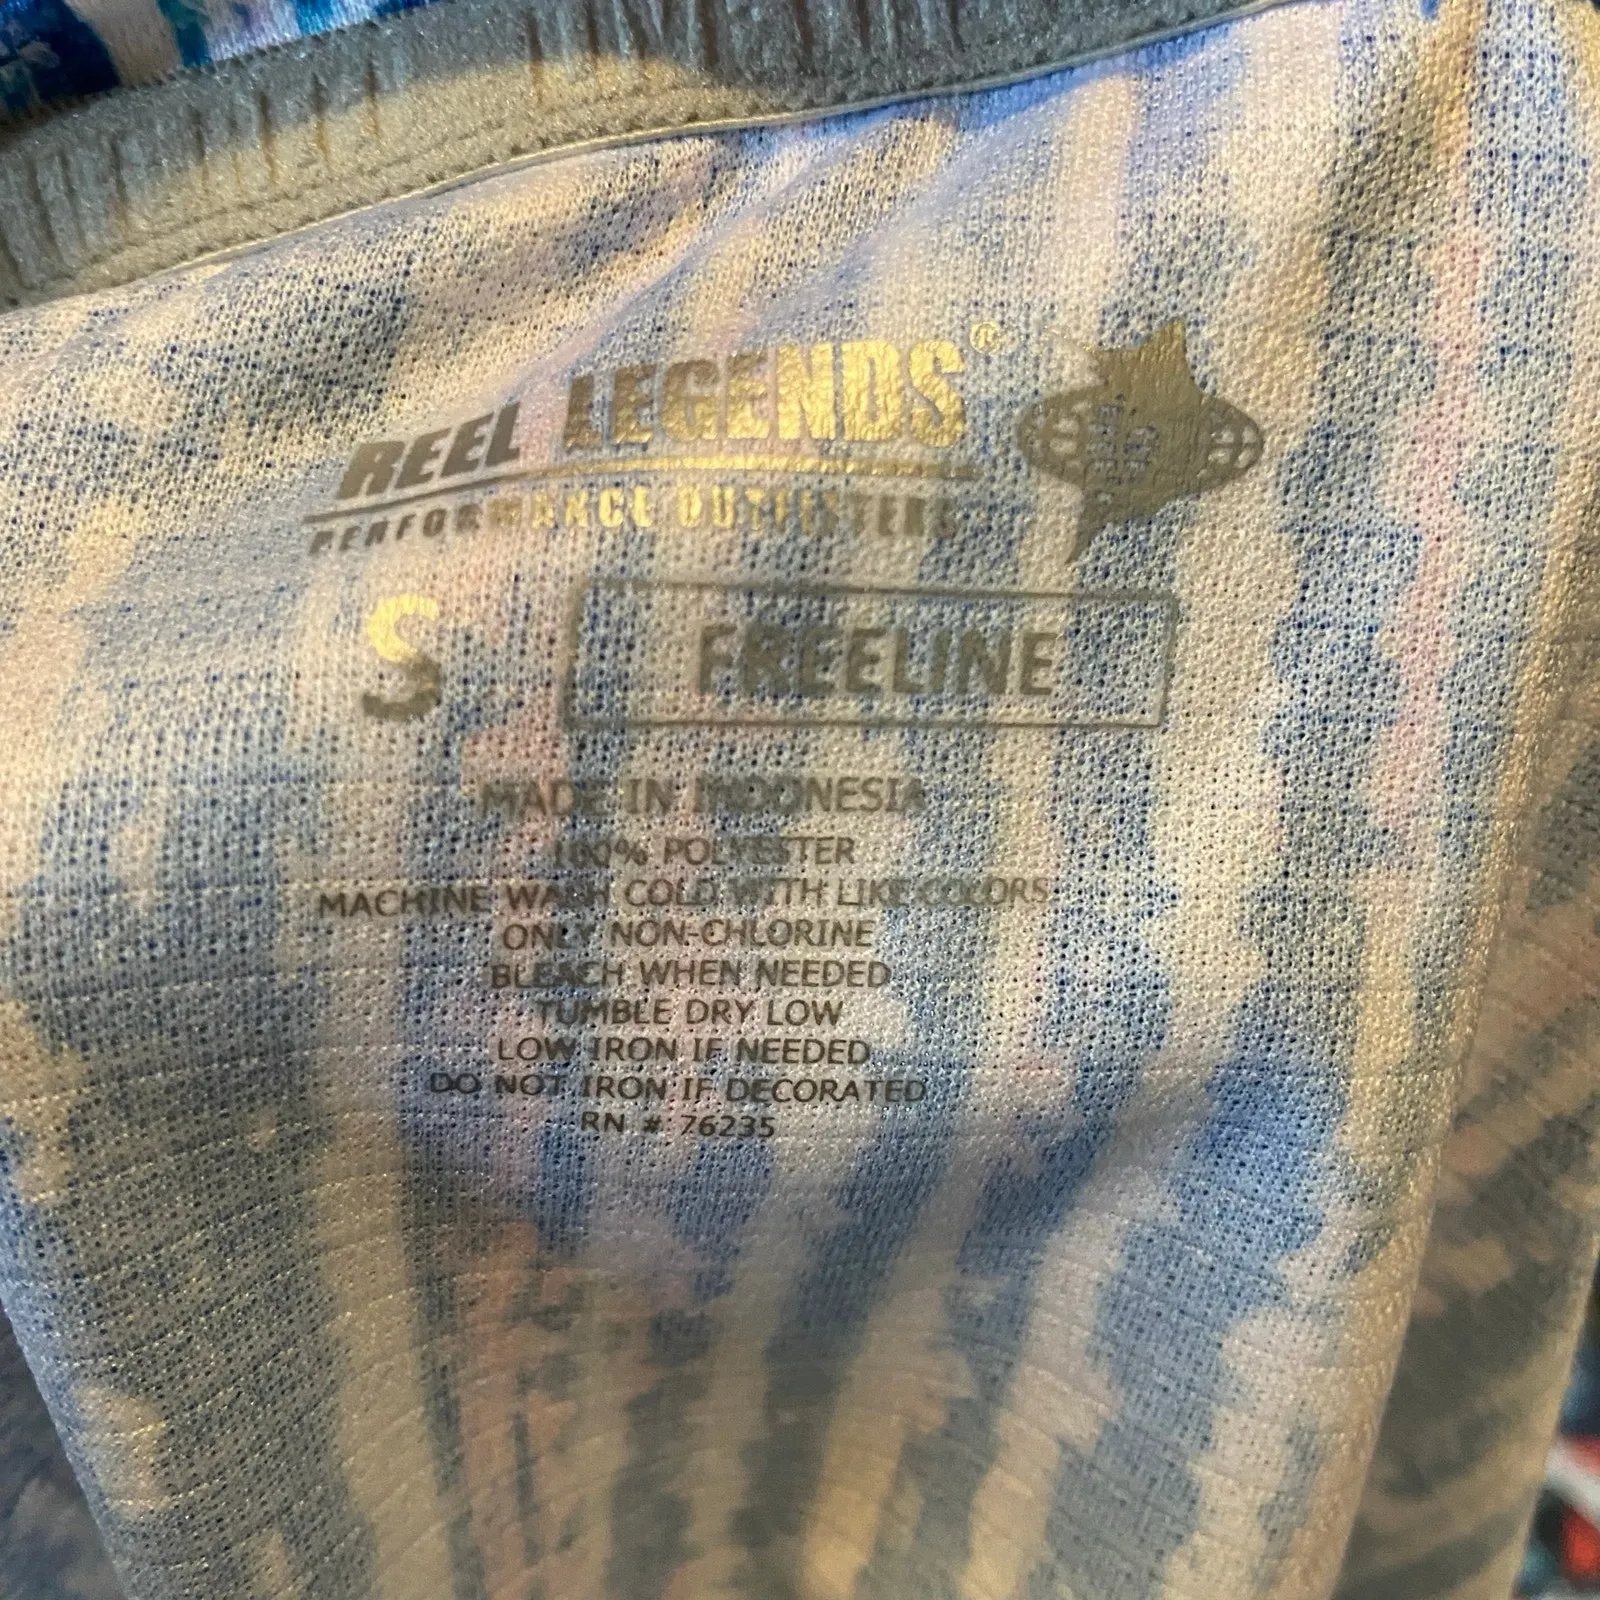 REEL LEGENDS®
PERFORMANCE OUTFITTERS
S FREELINE
MADE IN INDONESIA
100% POLYESTER
MACHINE WASH COLD WITH LIKE COLORS
ONLY NON-CHLORINE
BLEACH WHEN NEEDED
TUMBLE DRY LOW
LOW IRON IF NEEDED
DO NOT IRON IF DECORATED
RN # 76235